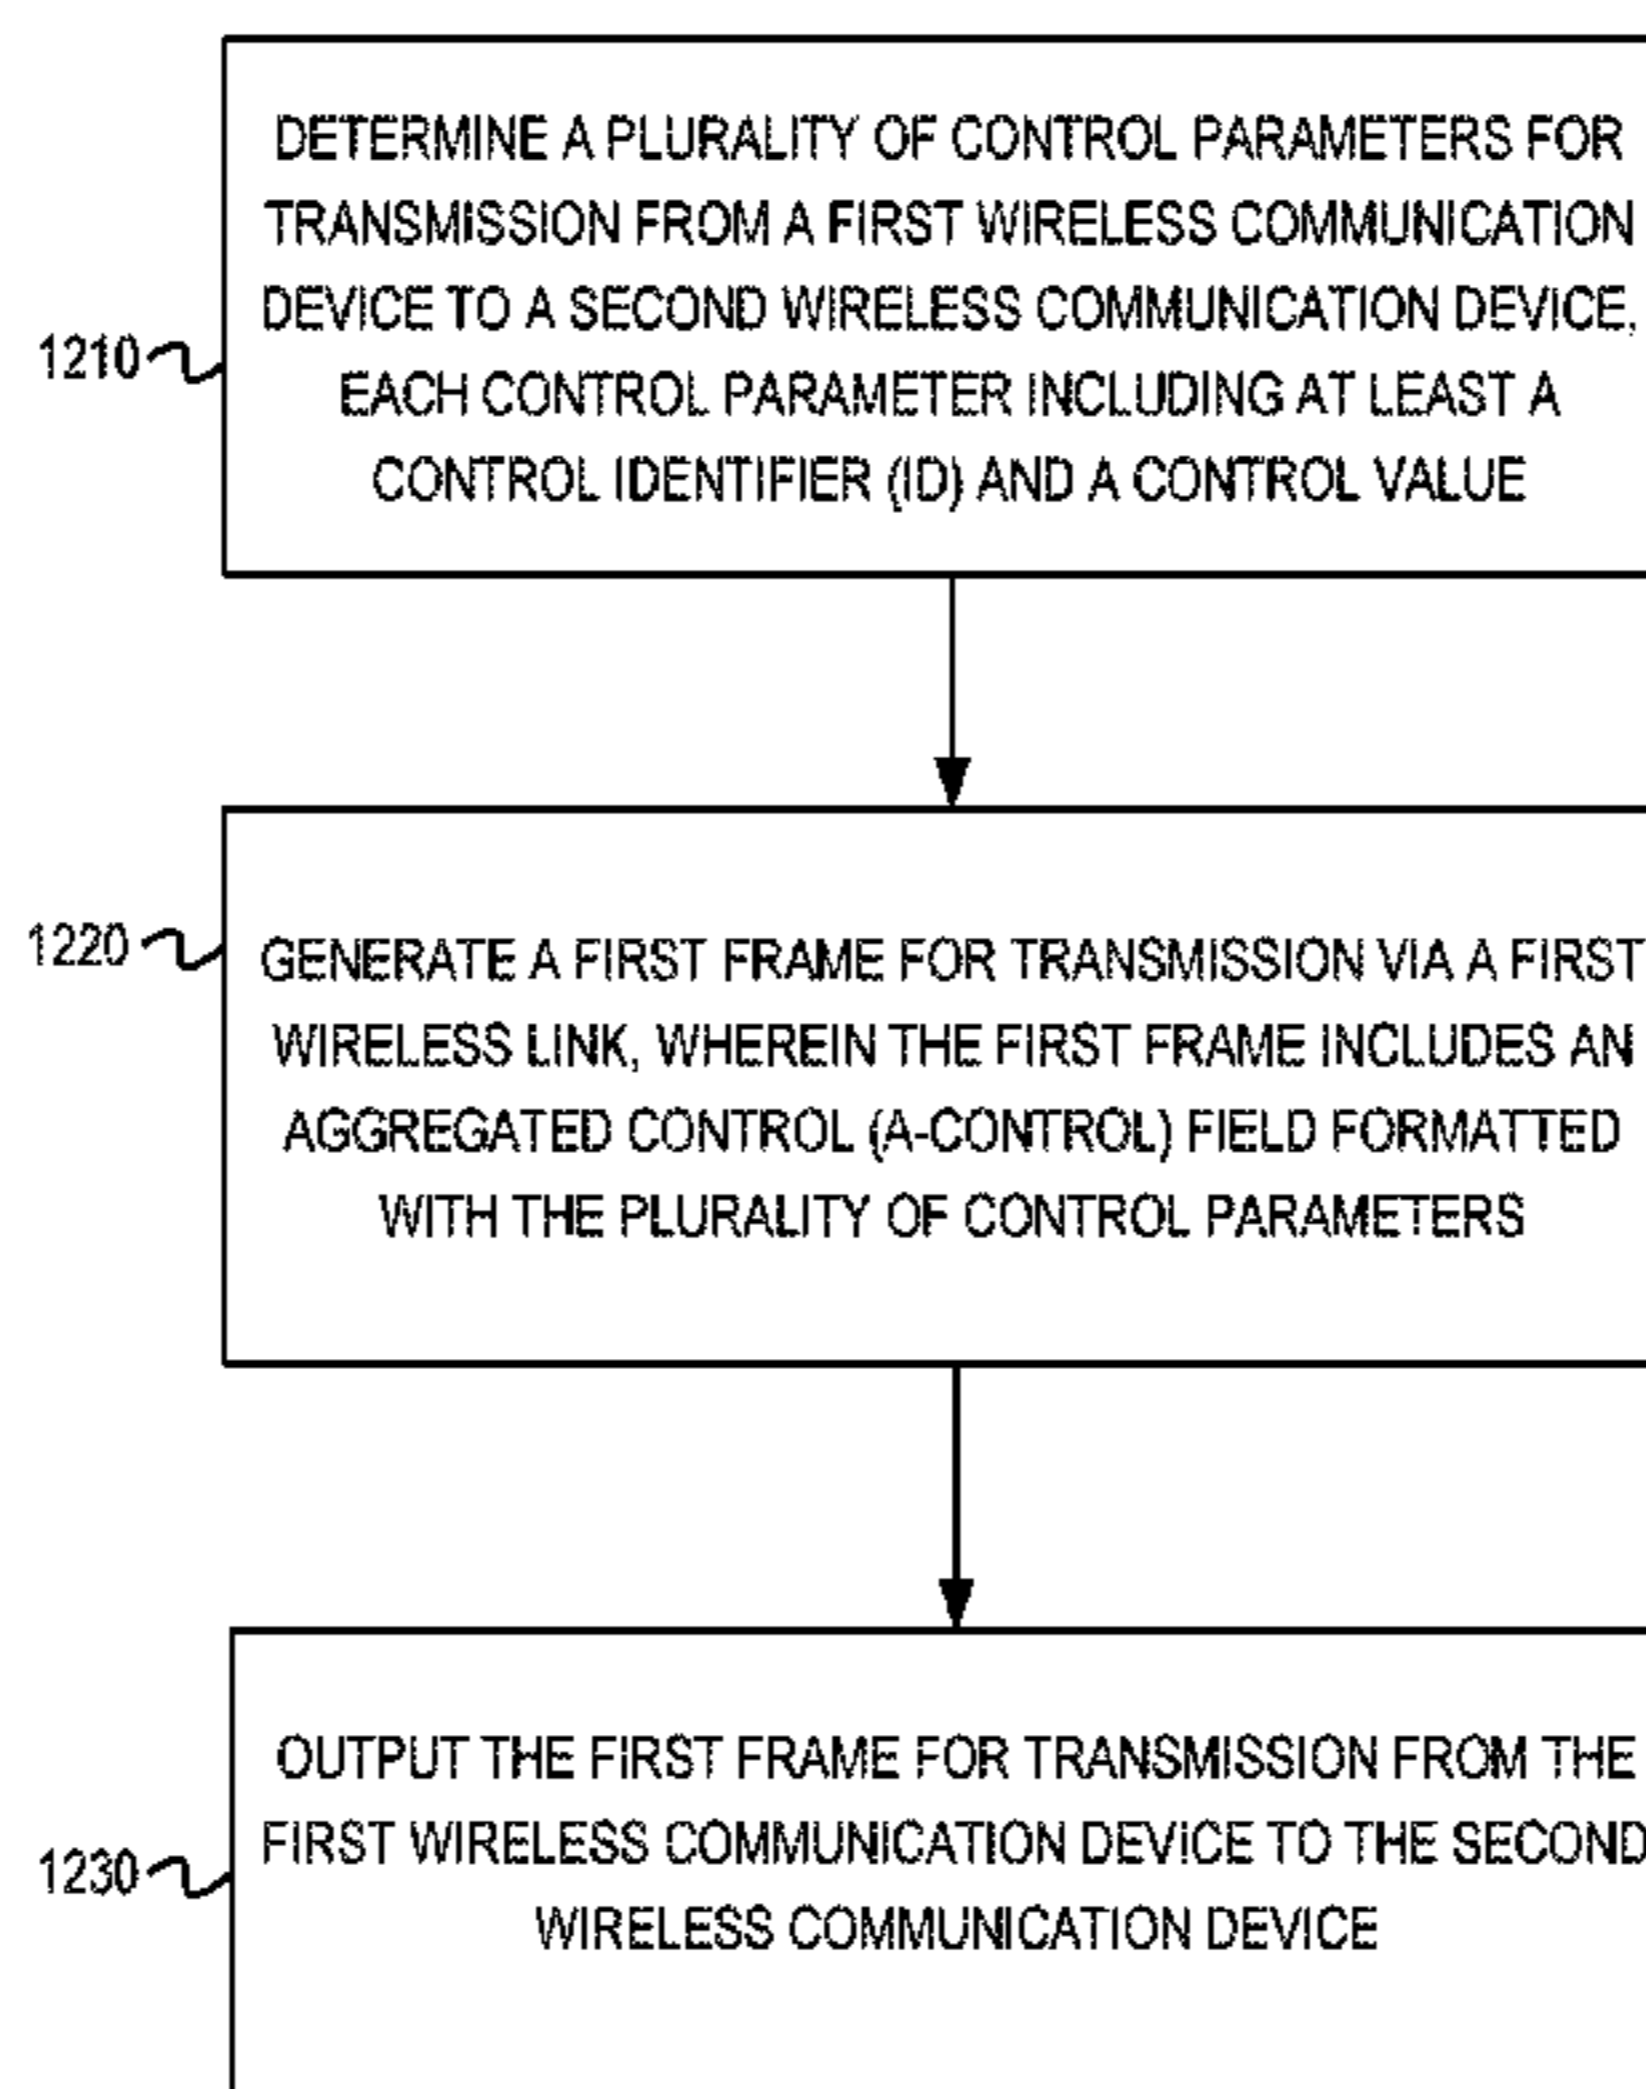 DETERMINE A PLURALITY OF CONTROL PARAMETERS FOR
TRANSMISSION FROM A FIRST WIRELESS COMMUNICATION
DEVICE TO A SECOND WIRELESS COMMUNICATION DEVICE,
EACH CONTROL PARAMETER INCLUDING AT LEAST A
CONTROL IDENTIFIER (ID) AND A CONTROL VALUE
1210
GENERATE A FIRST FRAME FOR TRANSMISSION VIA A FIRST
WIRELESS LINK, WHEREIN THE FIRST FRAME INCLUDES AN
AGGREGATED CONTROL (A-CONTROL) FIELD FORMATTED
WITH THE PLURALITY OF CONTROL PARAMETERS
1220
OUTPUT THE FIRST FRAME FOR TRANSMISSION FROM THE
FIRST WIRELESS COMMUNICATION DEVICE TO THE SECOND
WIRELESS COMMUNICATION DEVICE
1230